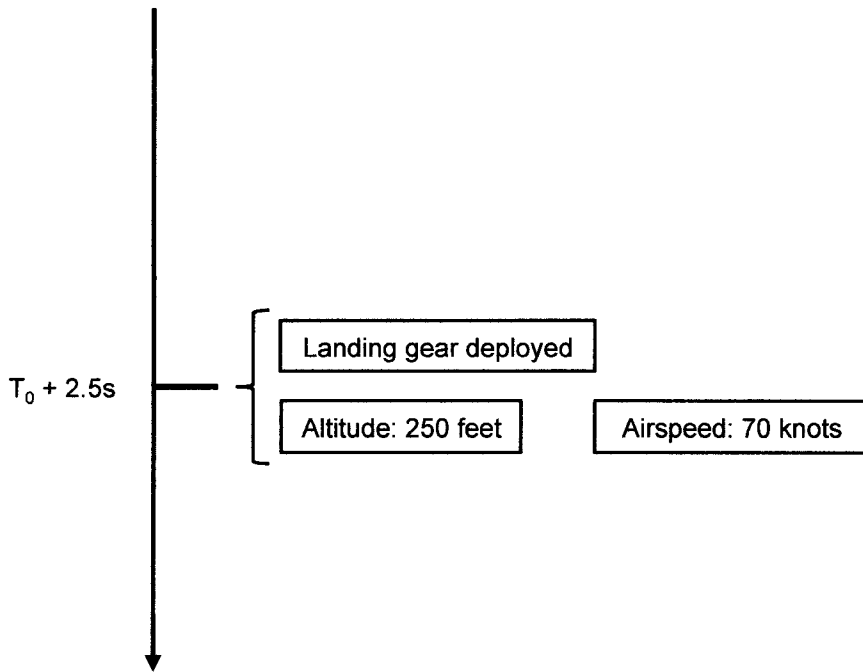 Landing gear deployed
T₀ + 2.5s
Altitude: 250 feet
Airspeed: 70 knots